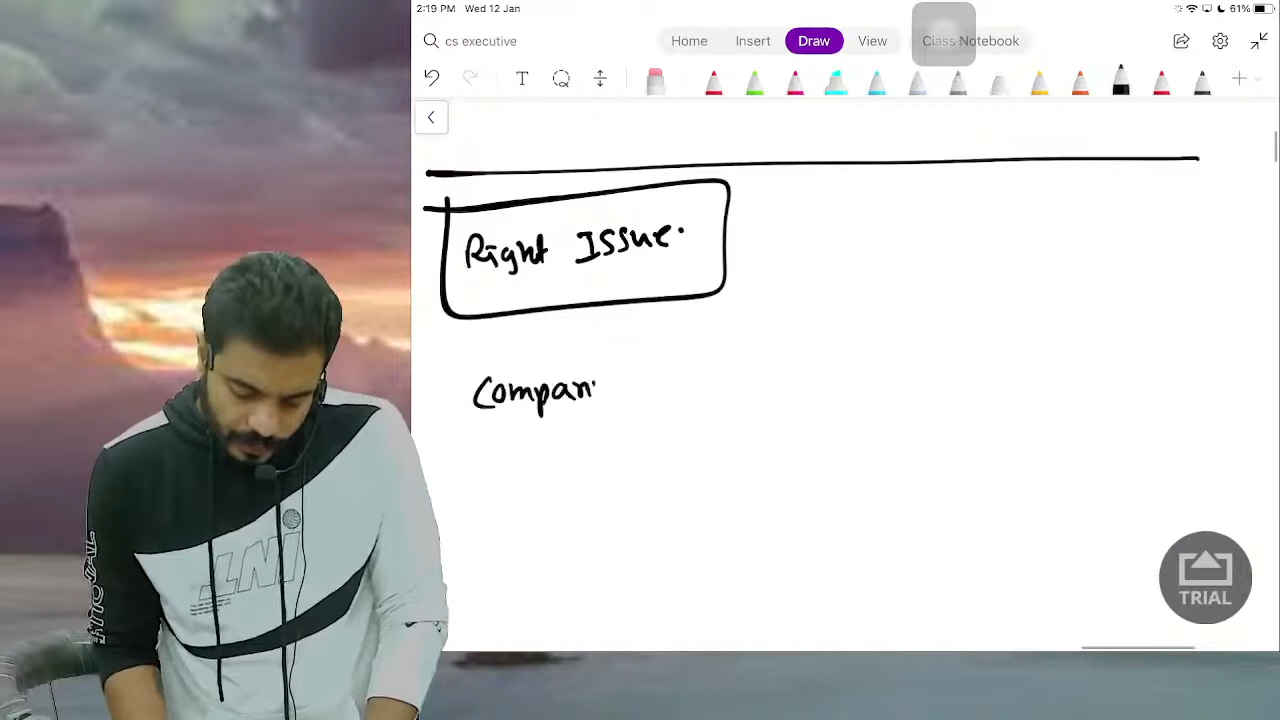 2:19 PM Wed 12 Jan
61%
cs executive
Home Insert Draw View Class Notebook
T
Right Issue.
Compan
TRIAL